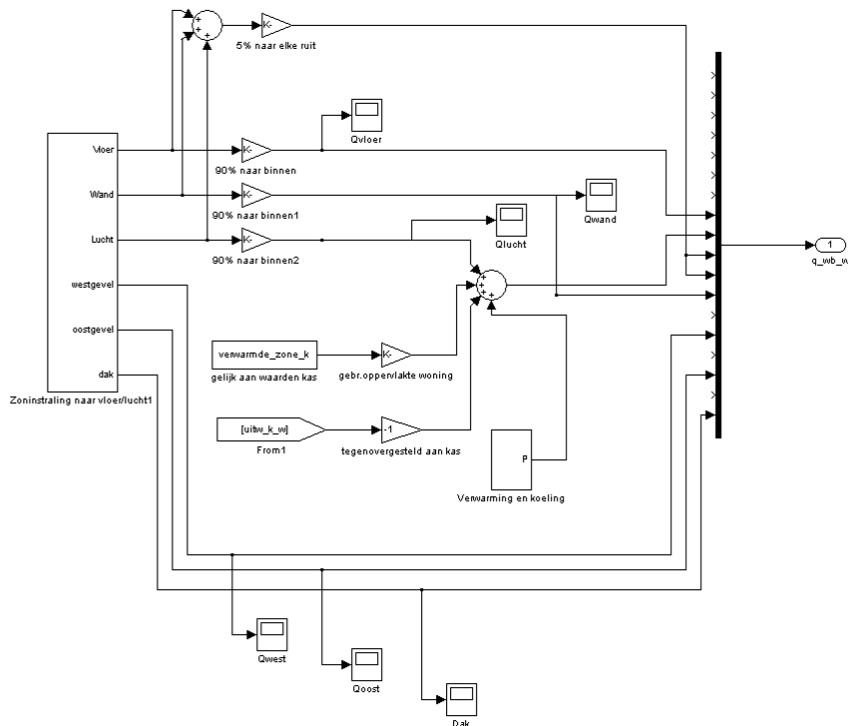 K-
5% naar elke ruit
Vloer
K-
90% naar binnen
Qvloer
Wand
K-
90% naar binnen1
Qwand
Lucht
K-
90% naar binnen2
Qlucht
1
westgevel
oostgevel
verwarmde_zone_k
gelijk aan waarden kas
K-
gebr.oppervlakte woning
dak
Zoninstraling naar vloer/lucht1
[uitw_k_w]
From1
-1
tegenovergesteld aan kas
P
Verwarming en koeling
Qwest
Qoost
Dak